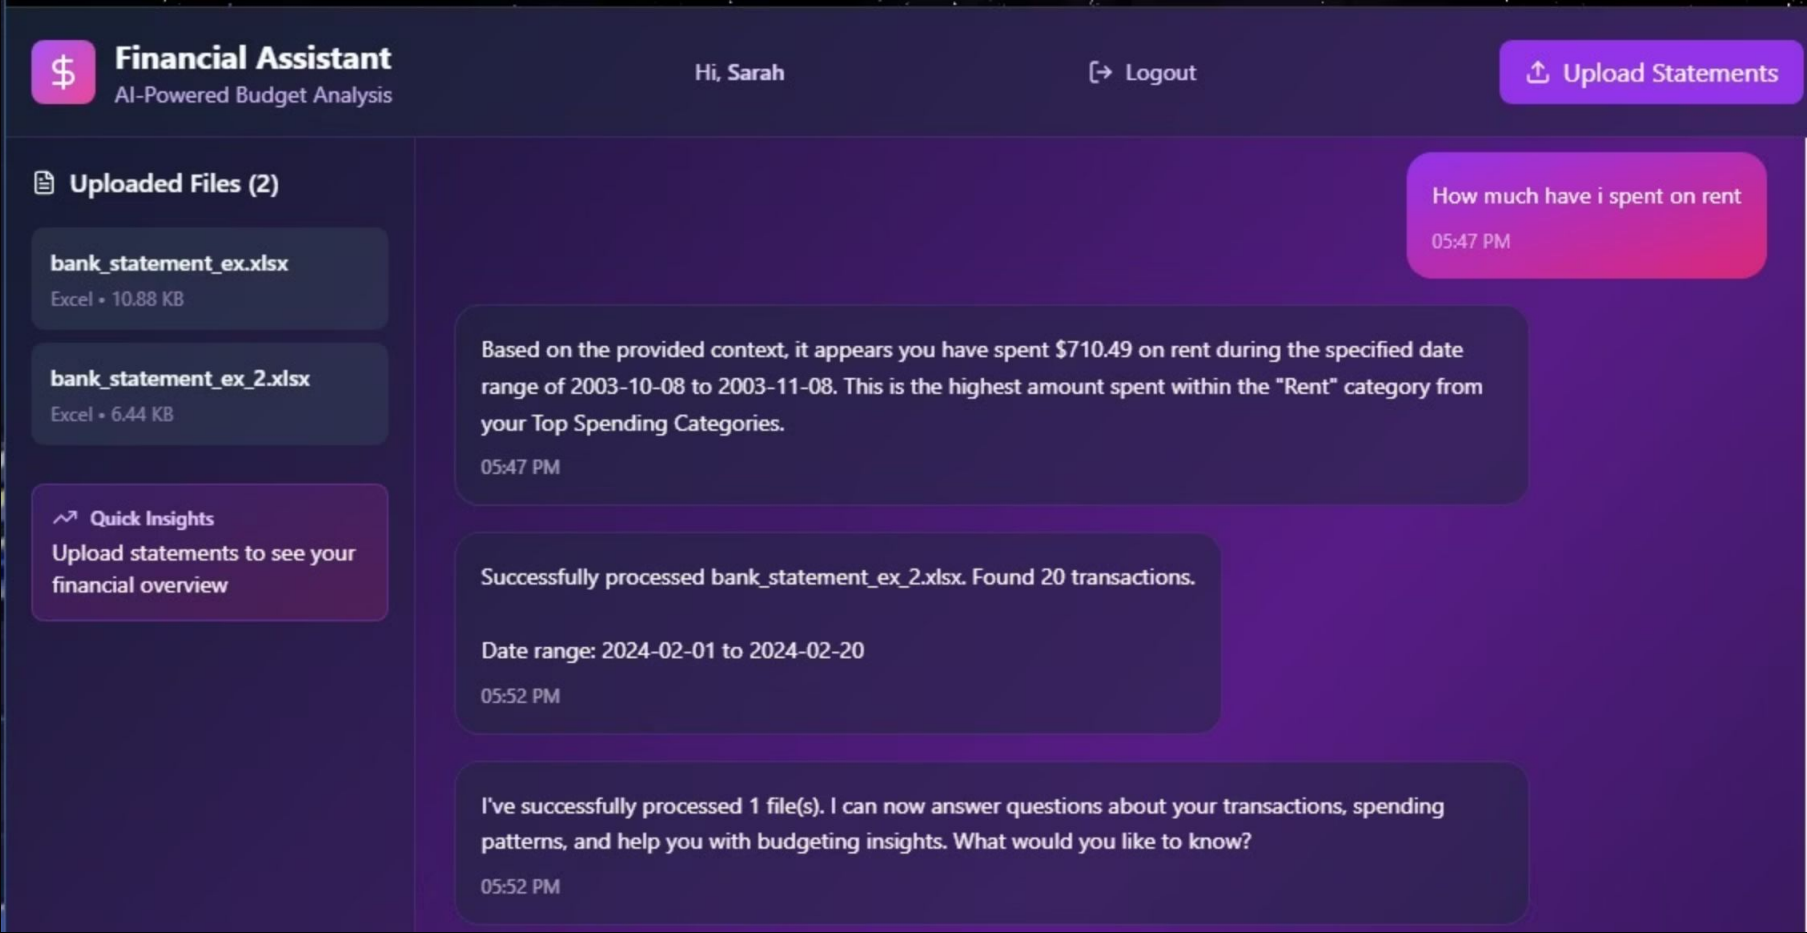 Financial Assistant
AI-Powered Budget Analysis
Hi, Sarah
Logout
Upload Statements
Uploaded Files (2)
bank_statement_ex.xlsx
Excel • 10.88 KB
bank_statement_ex_2.xlsx
Excel • 6.44 KB
Quick Insights
Upload statements to see your
financial overview
How much have i spent on rent
05:47 PM
Based on the provided context, it appears you have spent $710.49 on rent during the specified date
range of 2003-10-08 to 2003-11-08. This is the highest amount spent within the "Rent" category from
your Top Spending Categories.
05:47 PM
Successfully processed bank_statement_ex_2.xlsx. Found 20 transactions.
Date range: 2024-02-01 to 2024-02-20
05:52 PM
I've successfully processed 1 file(s). I can now answer questions about your transactions, spending
patterns, and help you with budgeting insights. What would you like to know?
05:52 PM